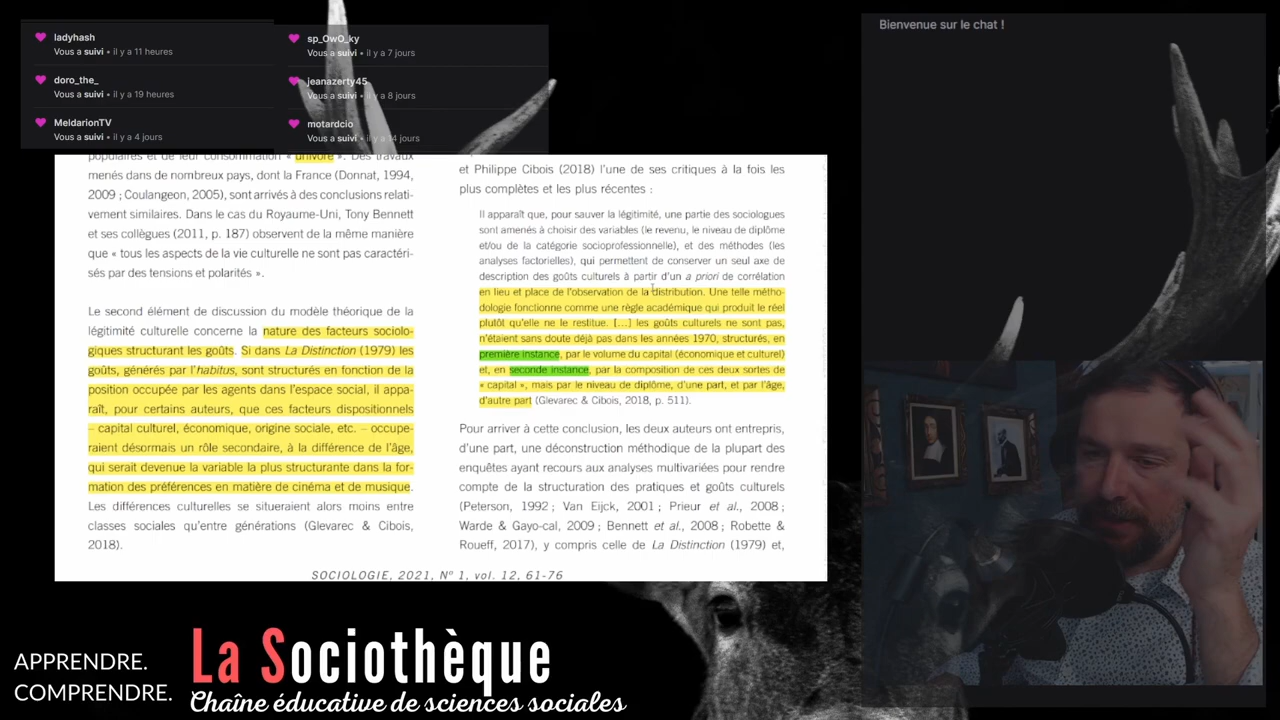 ladyhash
Vous a suivi • il y a 11 heures
doro_the_
Vous a suivi • il y a 19 heures
MeldarionTV
Vous a suivi • il y a 4 jours
sp_OwO_ky
Vous a suivi • il y a 7 jours
jeanazerty45
Vous a suivi • il y a 8 jours
motardcio
Vous a suivi • il y a 14 jours
Bienvenue sur le chat !
populaires et de leur consommation « univore ». Des travaux
menés dans de nombreux pays, dont la France (Donnat, 1994,
2009 ; Coulangeon, 2005), sont arrivés à des conclusions relati-
vement similaires. Dans le cas du Royaume-Uni, Tony Bennett
et ses collègues (2011, p. 187) observent de la même manière
que « tous les aspects de la vie culturelle ne sont pas caractéri-
sés par des tensions et polarités ».
Le second élément de discussion du modèle théorique de la
légitimité culturelle concerne la nature des facteurs sociolo-
giques structurant les goûts. Si dans La Distinction (1979) les
goûts, générés par l'habitus, sont structurés en fonction de la
position occupée par les agents dans l'espace social, il appa-
raît, pour certains auteurs, que ces facteurs dispositionnels
– capital culturel, économique, origine sociale, etc. – occupe-
raient désormais un rôle secondaire, à la différence de l'âge,
qui serait devenue la variable la plus structurante dans la for-
mation des préférences en matière de cinéma et de musique.
Les différences culturelles se situeraient alors moins entre
classes sociales qu'entre générations (Glevarec & Cibois,
2018).
et Philippe Cibois (2018) l'une de ses critiques à la fois les
plus complètes et les plus récentes :
Il apparaît que, pour sauver la légitimité, une partie des sociologues
sont amenés à choisir des variables (le revenu, le niveau de diplôme
et/ou de la catégorie socioprofessionnelle), et des méthodes (les
analyses factorielles), qui permettent de conserver un seul axe de
description des goûts culturels à partir d'un a priori de corrélation
en lieu et place de l'observation de la distribution. Une telle métho-
dologie fonctionne comme une règle académique qui produit le réel
plutôt qu'elle ne le restitue. […] les goûts culturels ne sont pas,
n'étaient sans doute déjà pas dans les années 1970, structurés, en
première instance, par le volume du capital (économique et culturel)
et, en seconde instance, par la composition de ces deux sortes de
« capital », mais par le niveau de diplôme, d'une part, et par l'âge,
d'autre part (Glevarec & Cibois, 2018, p. 511).
Pour arriver à cette conclusion, les deux auteurs ont entrepris,
d'une part, une déconstruction méthodique de la plupart des
enquêtes ayant recours aux analyses multivariées pour rendre
compte de la structuration des pratiques et goûts culturels
(Peterson, 1992 ; Van Eijck, 2001 ; Prieur et al., 2008 ;
Warde & Gayo-cal, 2009 ; Bennett et al., 2008 ; Robette &
Roueff, 2017), y compris celle de La Distinction (1979) et,
SOCIOLOGIE, 2021, N° 1, vol. 12, 61-76
APPRENDRE.
COMPRENDRE.
La Sociothèque
Chaîne éducative de sciences sociales